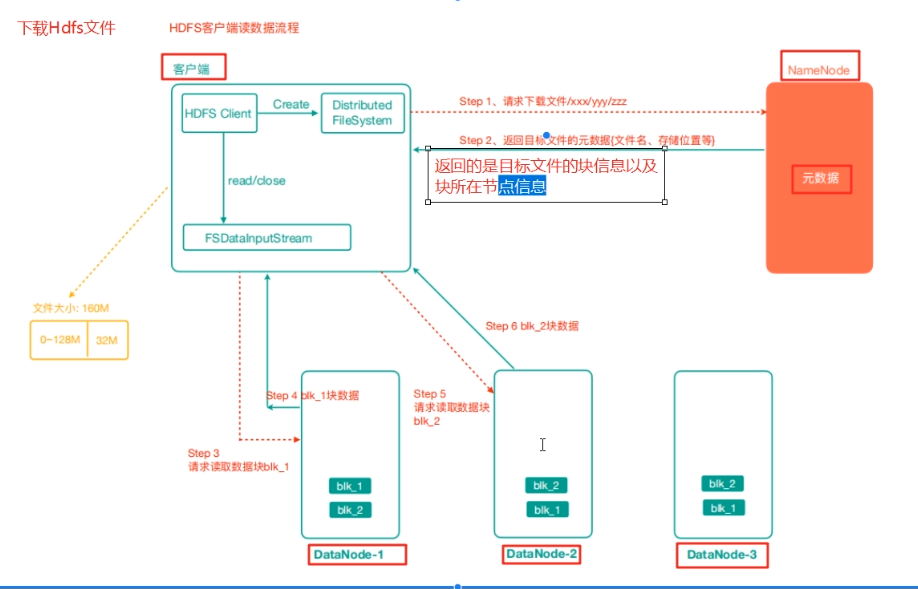 下载Hdfs文件
HDFS客户端读数据流程
客户端
NameNode
HDFS Client
Create
Distributed
FileSystem
Step 1、请求下载文件/xxx/yyy/zzz
Step 2、返回目标文件的元数据{文件名、存储位置等}
返回的是目标文件的块信息以及
块所在节点信息
元数据
read/close
FSDataInputStream
文件大小: 160M
0~128M
32M
Step 6 blk_2块数据
Step 4 blk_1块数据
Step 5
请求读取数据块
blk_2
Step 3
请求读取数据块blk_1
blk_1
blk_2
blk_2
blk_1
blk_2
blk_1
DataNode-1
DataNode-2
DataNode-3